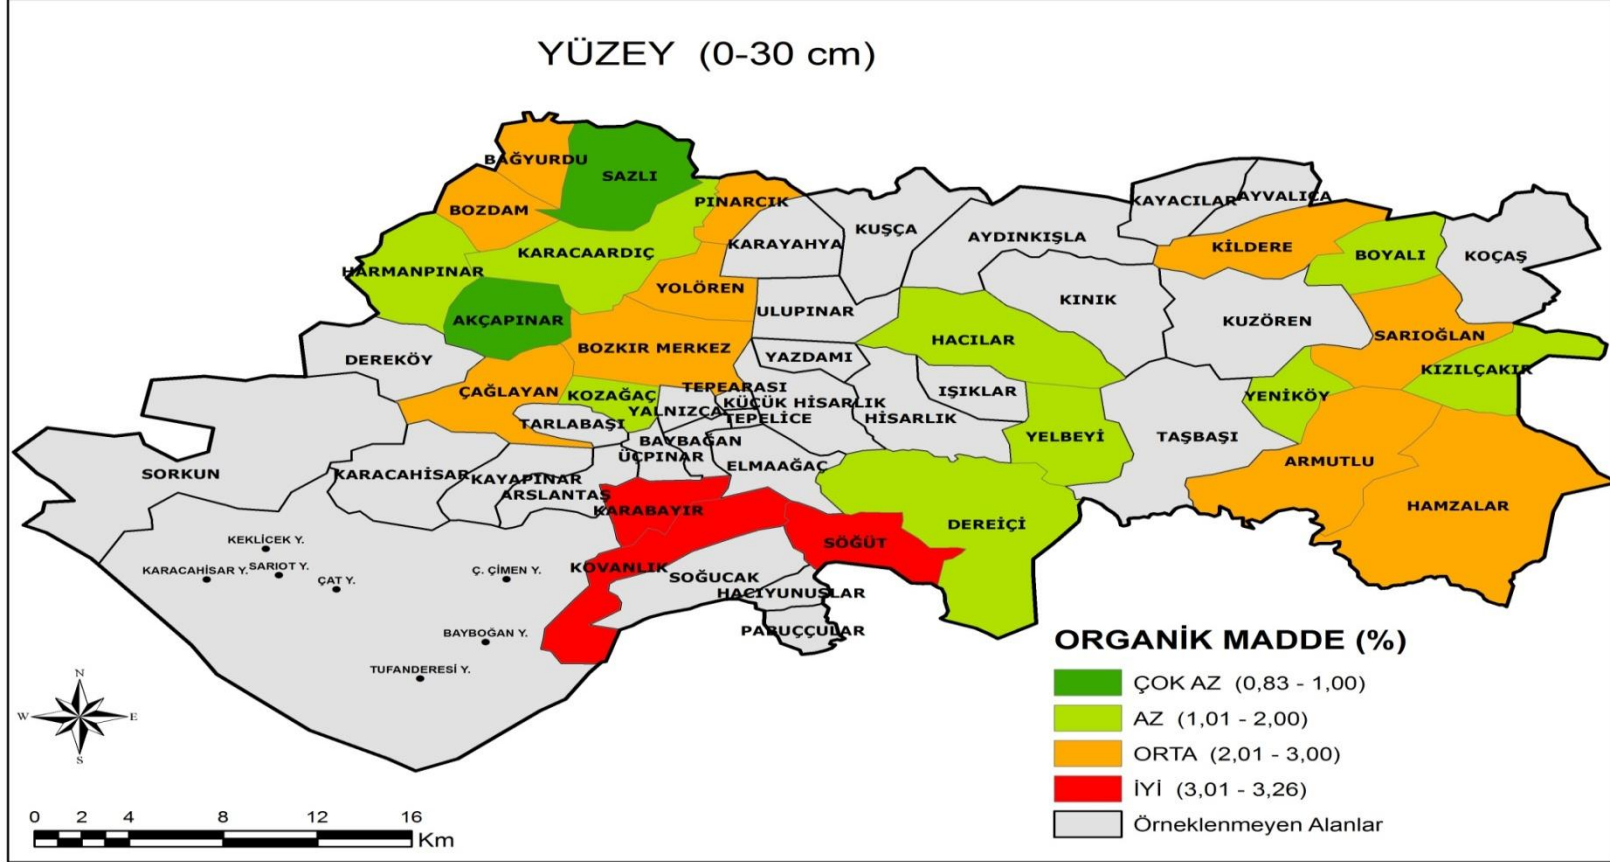 YÜZEY (0-30 cm)
BAĞYURDU
SAZLI
BOZDAM
PINARCIK
KAYACILAR
AYVALICA
KARAYAHYA
KUŞÇA
AYDINKIŞLA
KİLDERE
BOYALI
KOÇAŞ
KARACAARDIÇ
HARMANPINAR
YOLÖREN
KINIK
ULUPINAR
AKÇAPINAR
KUZÖREN
SARIOĞLAN
HACILAR
BOZKIR MERKEZ
YAZDAMI
DEREKÖY
KIZILÇAKIR
ÇAĞLAYAN
KOZAĞAÇ
TEPEARASI
IŞIKLAR
YENİKÖY
KÜÇÜK HİSARLIK
YALNIZCA
TEPELİCE
HİSARLIK
TARLABAŞI
YELBEYİ
TAŞBAŞI
BAYBAĞAN
ÜÇPINAR
ELMAAĞAÇ
ARMUTLU
SORKUN
KARACAHİSAR
KAYAPINAR
ARSLANTAŞ
HAMZALAR
KARABAYIR
DEREİÇİ
KEKLİCEK Y.
SÖĞÜT
KOVANLIK
KARACAHİSAR Y.
SARIOT Y.
ÇAT Y.
Ç. ÇİMEN Y.
SOĞUCAK
HACIYUNUSLAR
BAYBOĞAN Y.
PABUÇÇULAR
TUFANDERESİ Y.
N
W
E
S
0 2 4 8 12 16
Km
ORGANİK MADDE (%)
ÇOK AZ (0,83 - 1,00)
AZ (1,01 - 2,00)
ORTA (2,01 - 3,00)
İYİ (3,01 - 3,26)
Örneklenmeyen Alanlar